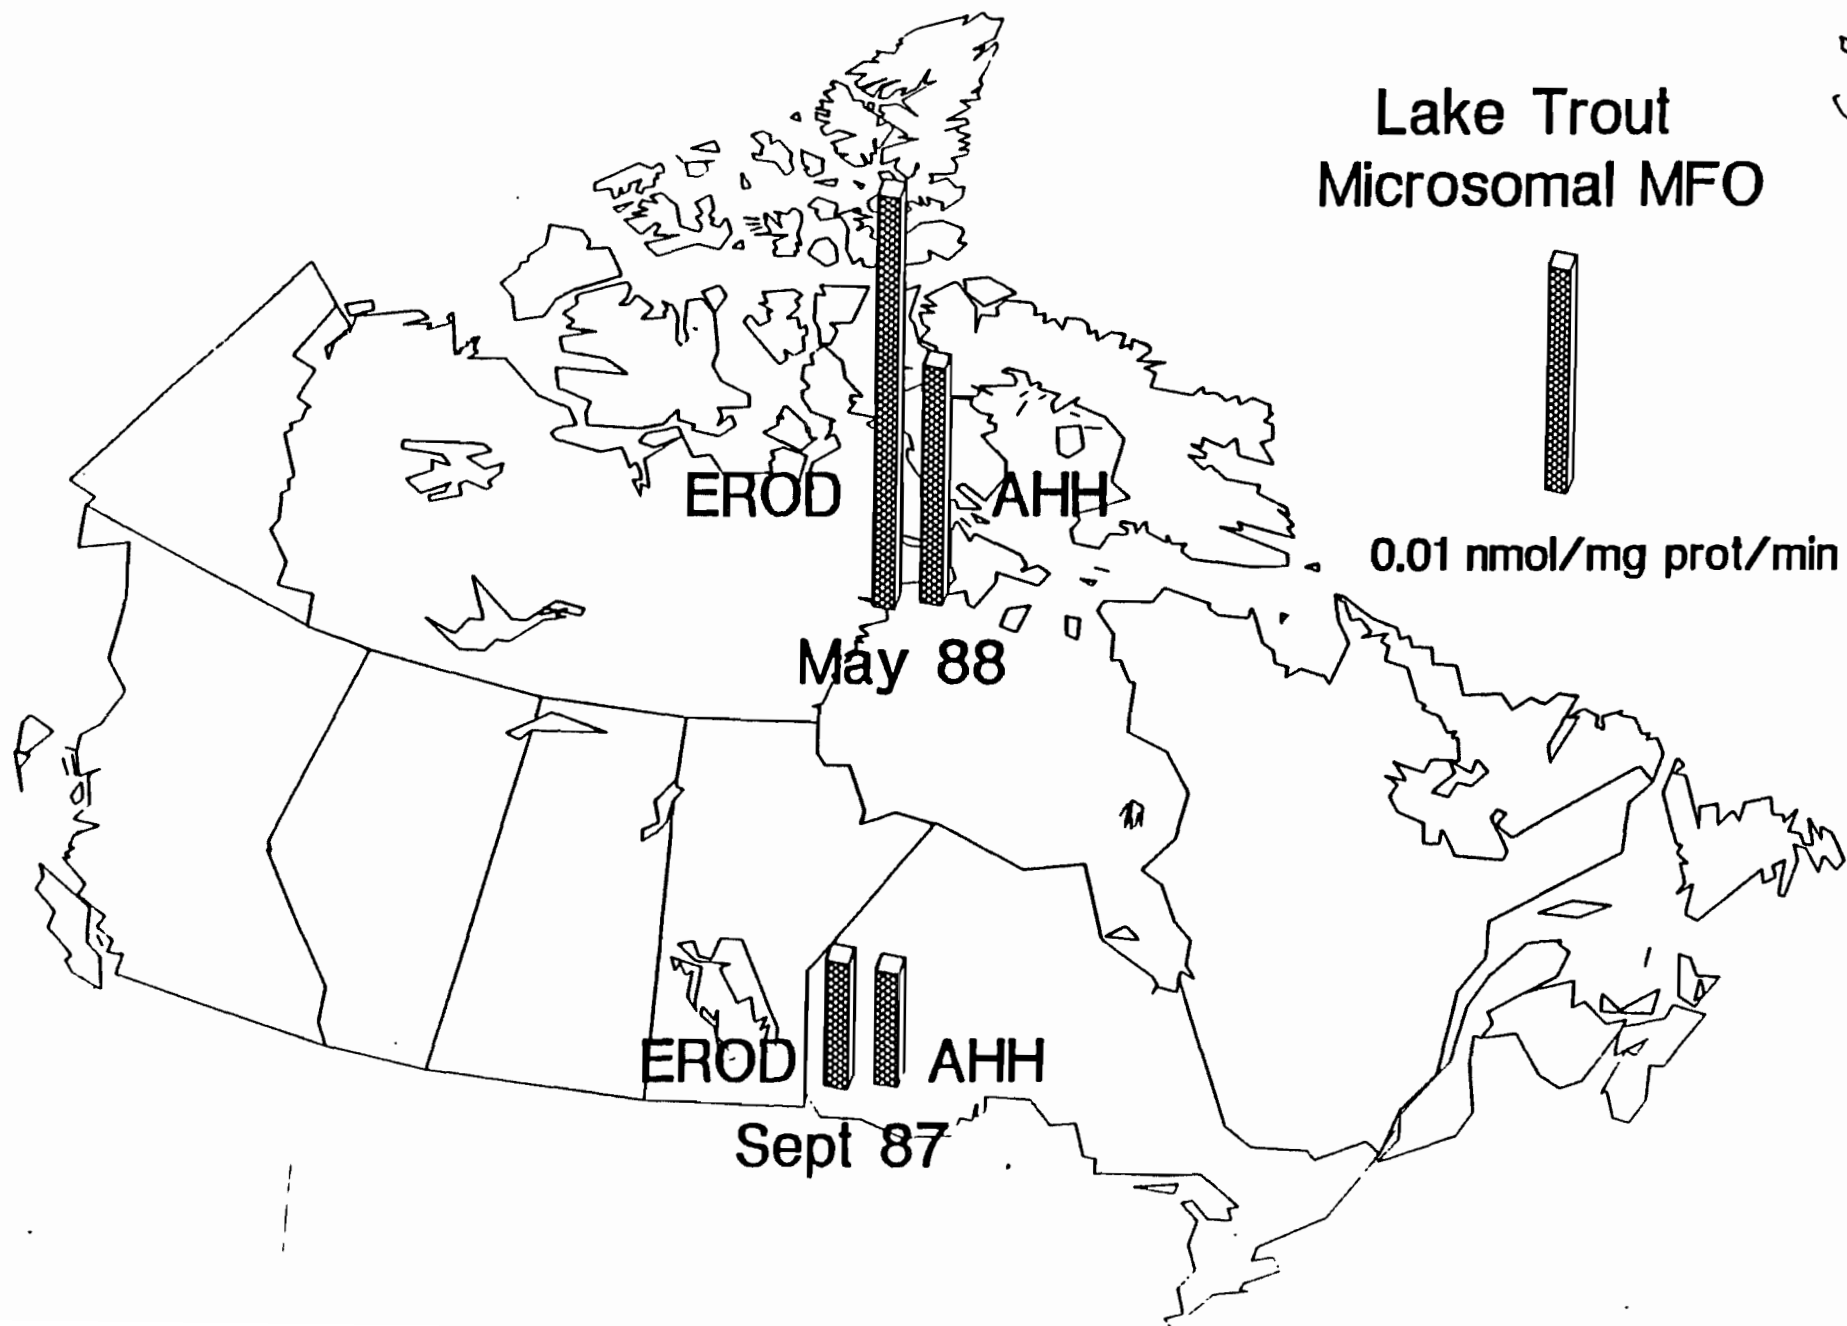 Lake Trout
Microsomal MFO
0.01 nmol/mg prot/min
EROD AHH
May 88
EROD AHH
Sept 87